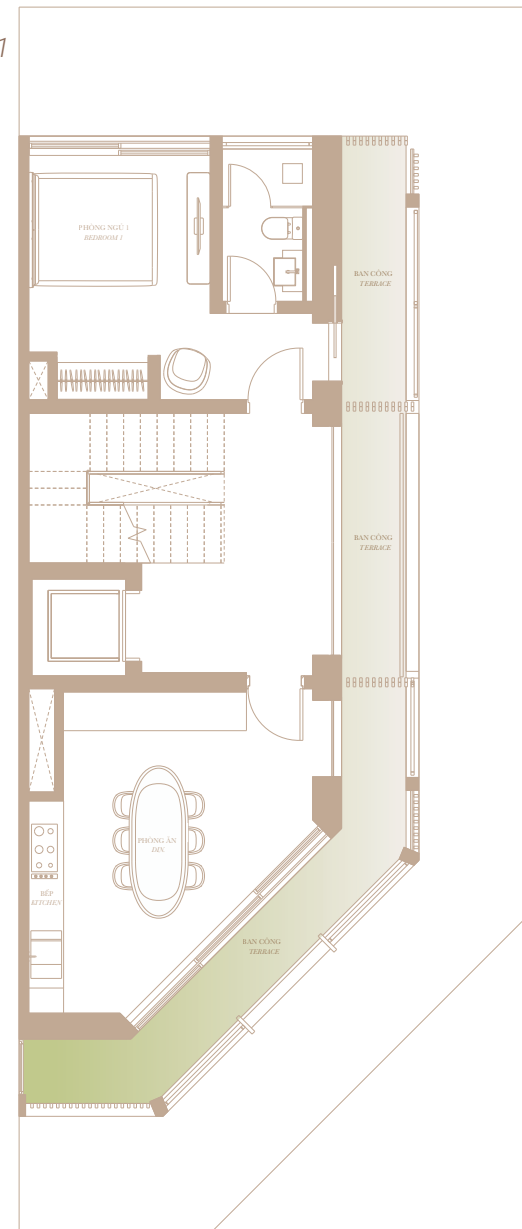 1
PHÒNG NGỦ 1
BEDROOM 1
BAN CÔNG
TERRACE
BAN CÔNG
TERRACE
PHÒNG ĂN
DIN.
BẾP
KITCHEN
BAN CÔNG
TERRACE